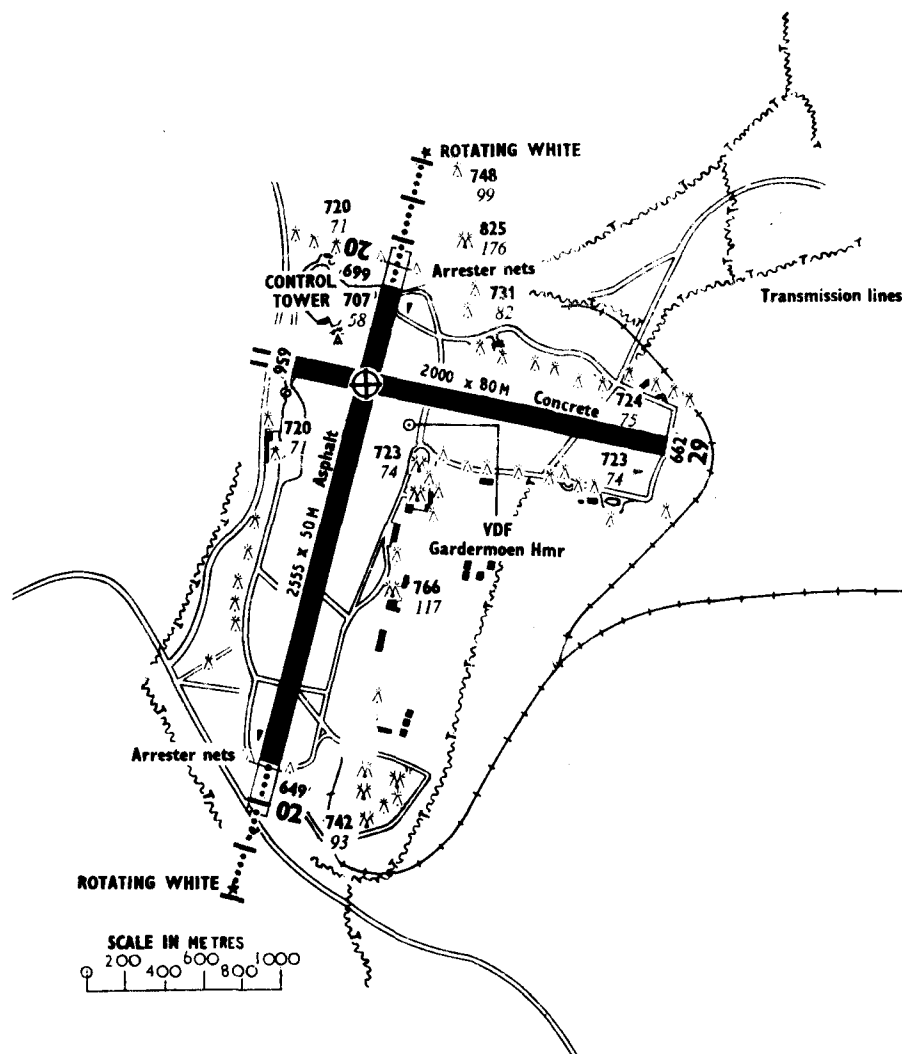 ROTATING WHITE
748
99
720
71
825
176
20
699
Arrester nets
CONTROL
TOWER
707
58
731
82
Transmission lines
656
2000 x 80M
Concrete
724
75
720
71
Asphalt
723
74
723
74
662
29
2555 x 50M
VDF
Gardermoen Hmr
766
117
Arrester nets
649
02
742
93
ROTATING WHITE
SCALE IN METRES
0 200 400 600 800 1000